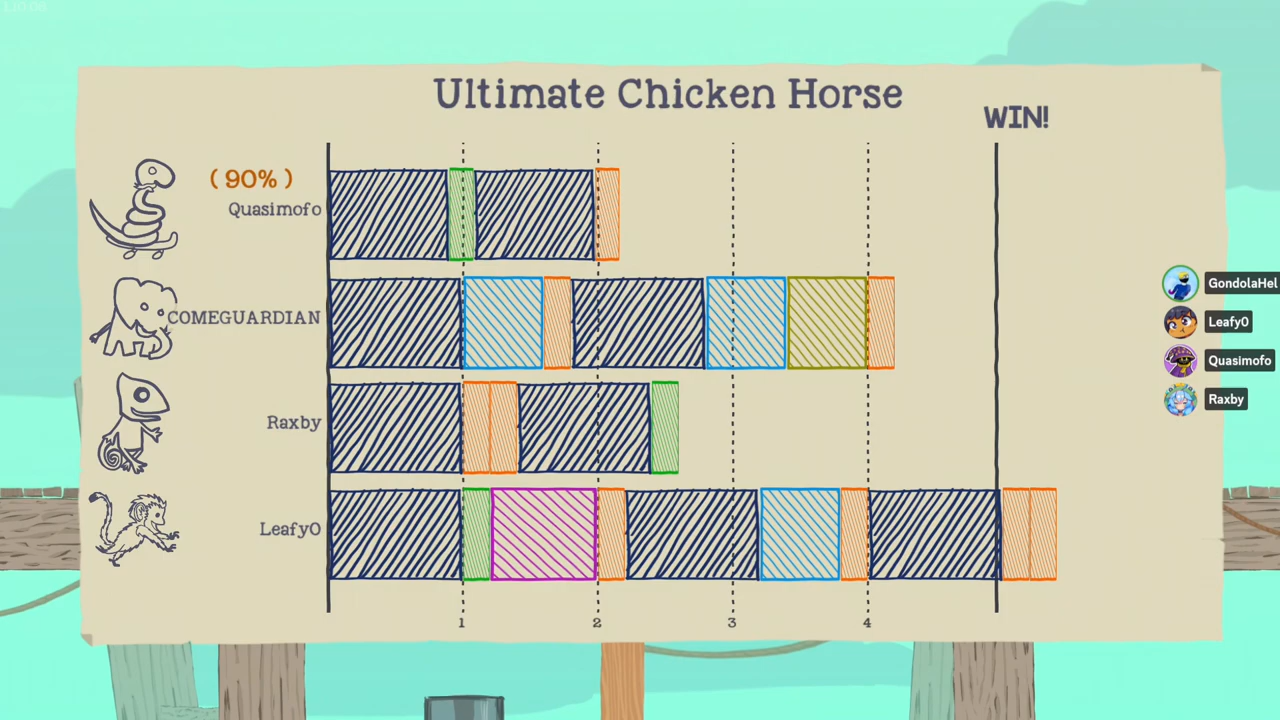 Ultimate Chicken Horse
WIN!
( 90% )
Quasimofo
COMEGUARDIAN
Raxby
Leafy0
1 2 3 4
GondolaHel
Leafy0
Quasimofo
Raxby